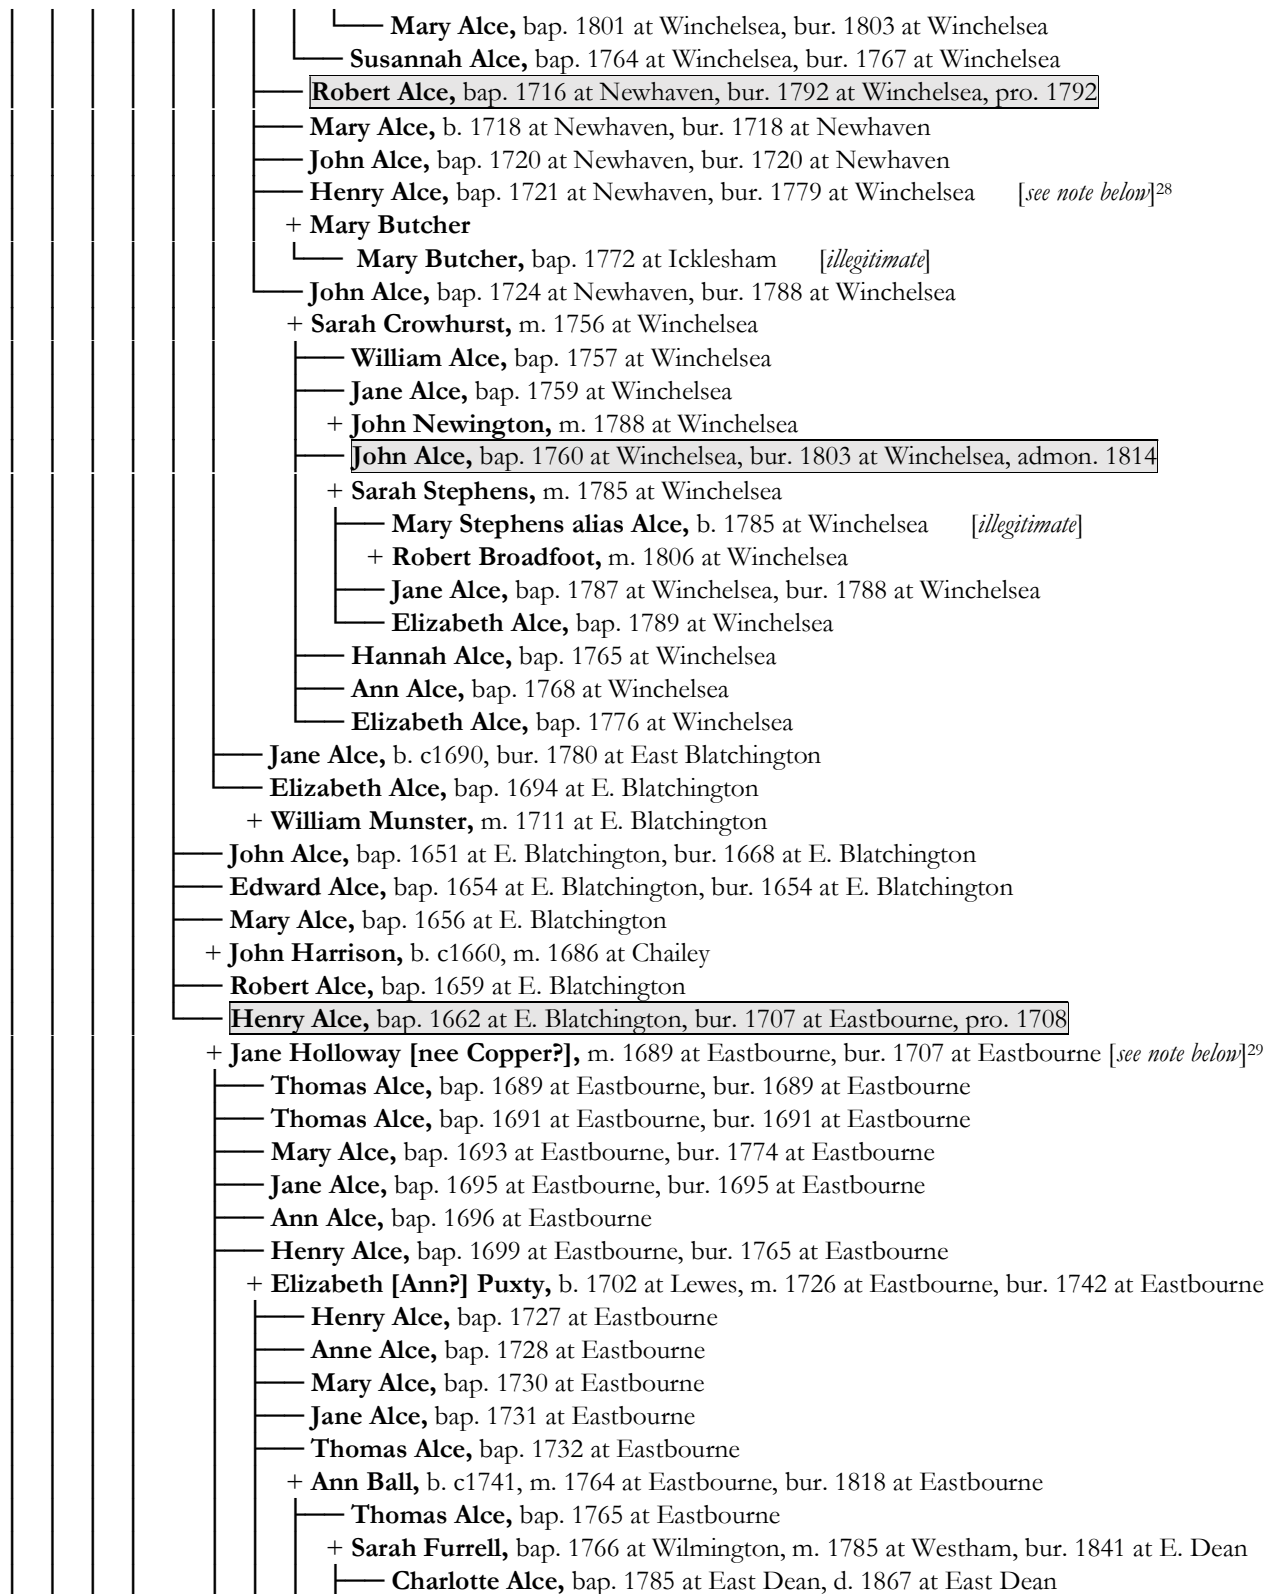 Mary Alce, bap. 1801 at Winchelsea, bur. 1803 at Winchelsea
Susannah Alce, bap. 1764 at Winchelsea, bur. 1767 at Winchelsea
Robert Alce, bap. 1716 at Newhaven, bur. 1792 at Winchelsea, pro. 1792
Mary Alce, b. 1718 at Newhaven, bur. 1718 at Newhaven
John Alce, bap. 1720 at Newhaven, bur. 1720 at Newhaven
Henry Alce, bap. 1721 at Newhaven, bur. 1779 at Winchelsea [see note below]28
+ Mary Butcher
Mary Butcher, bap. 1772 at Icklesham [illegitimate]
John Alce, bap. 1724 at Newhaven, bur. 1788 at Winchelsea
+ Sarah Crowhurst, m. 1756 at Winchelsea
William Alce, bap. 1757 at Winchelsea
Jane Alce, bap. 1759 at Winchelsea
+ John Newington, m. 1788 at Winchelsea
John Alce, bap. 1760 at Winchelsea, bur. 1803 at Winchelsea, admon. 1814
+ Sarah Stephens, m. 1785 at Winchelsea
Mary Stephens alias Alce, b. 1785 at Winchelsea [illegitimate]
+ Robert Broadfoot, m. 1806 at Winchelsea
Jane Alce, bap. 1787 at Winchelsea, bur. 1788 at Winchelsea
Elizabeth Alce, bap. 1789 at Winchelsea
Hannah Alce, bap. 1765 at Winchelsea
Ann Alce, bap. 1768 at Winchelsea
Elizabeth Alce, bap. 1776 at Winchelsea
Jane Alce, b. c1690, bur. 1780 at East Blatchington
Elizabeth Alce, bap. 1694 at E. Blatchington
+ William Munster, m. 1711 at E. Blatchington
John Alce, bap. 1651 at E. Blatchington, bur. 1668 at E. Blatchington
Edward Alce, bap. 1654 at E. Blatchington, bur. 1654 at E. Blatchington
Mary Alce, bap. 1656 at E. Blatchington
+ John Harrison, b. c1660, m. 1686 at Chailey
Robert Alce, bap. 1659 at E. Blatchington
Henry Alce, bap. 1662 at E. Blatchington, bur. 1707 at Eastbourne, pro. 1708
+ Jane Holloway [nee Copper?], m. 1689 at Eastbourne, bur. 1707 at Eastbourne [see note below]29
Thomas Alce, bap. 1689 at Eastbourne, bur. 1689 at Eastbourne
Thomas Alce, bap. 1691 at Eastbourne, bur. 1691 at Eastbourne
Mary Alce, bap. 1693 at Eastbourne, bur. 1774 at Eastbourne
Jane Alce, bap. 1695 at Eastbourne, bur. 1695 at Eastbourne
Ann Alce, bap. 1696 at Eastbourne
Henry Alce, bap. 1699 at Eastbourne, bur. 1765 at Eastbourne
+ Elizabeth [Ann?] Puxty, b. 1702 at Lewes, m. 1726 at Eastbourne, bur. 1742 at Eastbourne
Henry Alce, bap. 1727 at Eastbourne
Anne Alce, bap. 1728 at Eastbourne
Mary Alce, bap. 1730 at Eastbourne
Jane Alce, bap. 1731 at Eastbourne
Thomas Alce, bap. 1732 at Eastbourne
+ Ann Ball, b. c1741, m. 1764 at Eastbourne, bur. 1818 at Eastbourne
Thomas Alce, bap. 1765 at Eastbourne
+ Sarah Furrell, bap. 1766 at Wilmington, m. 1785 at Westham, bur. 1841 at E. Dean
Charlotte Alce, bap. 1785 at East Dean, d. 1867 at East Dean